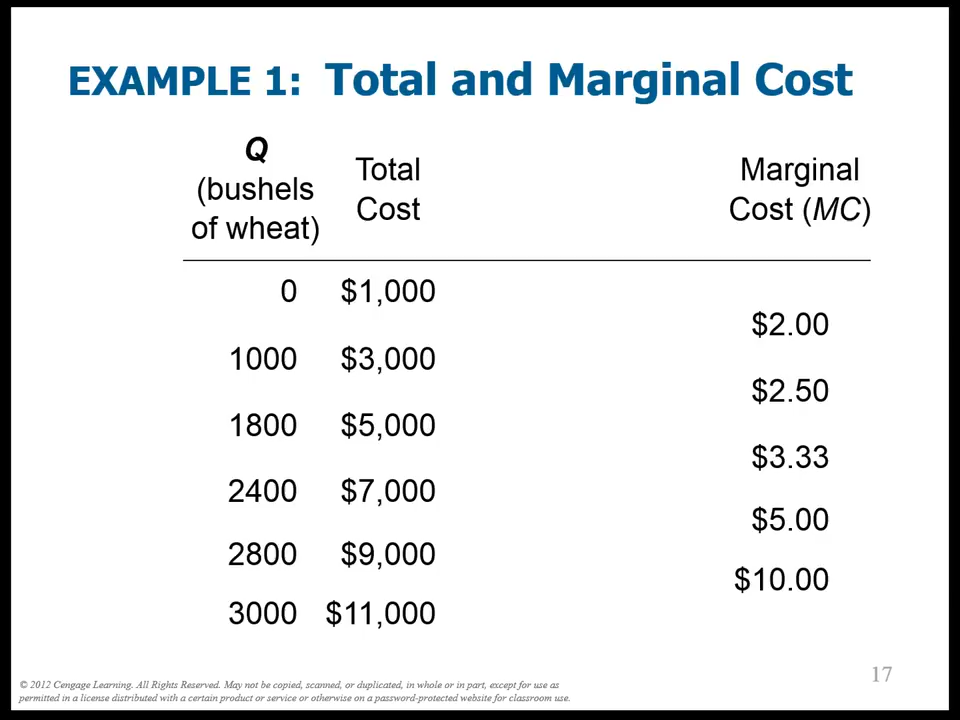 EXAMPLE 1: Total and Marginal Cost
Q
(bushels
of wheat)
Total
Cost
Marginal
Cost (MC)
0 $1,000
$2.00
1000 $3,000
$2.50
1800 $5,000
$3.33
2400 $7,000
$5.00
2800 $9,000
$10.00
3000 $11,000
17
© 2012 Cengage Learning. All Rights Reserved. May not be copied, scanned, or duplicated, in whole or in part, except for use as
permitted in a license distributed with a certain product or service or otherwise on a password-protected website for classroom use.